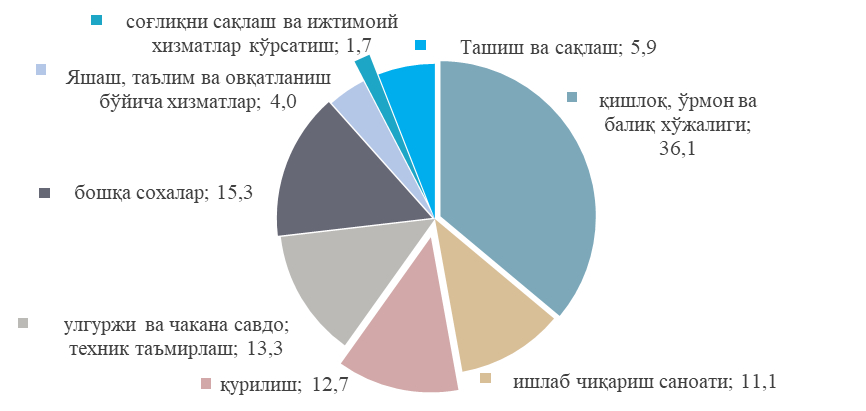 соғлиқни сақлаш ва ижтимоий
хизматлар кўрсатиш; 1,7
Ташиш ва сақлаш; 5,9
Яшаш, таълим ва овқатланиш
бўйича хизматлар; 4,0
қишлоқ, ўрмон ва
балиқ хўжалиги;
36,1
бошқа сохалар; 15,3
улгуржи ва чакана савдо;
техник таъмирлаш; 13,3
қурилиш; 12,7
ишлаб чиқариш саноати; 11,1